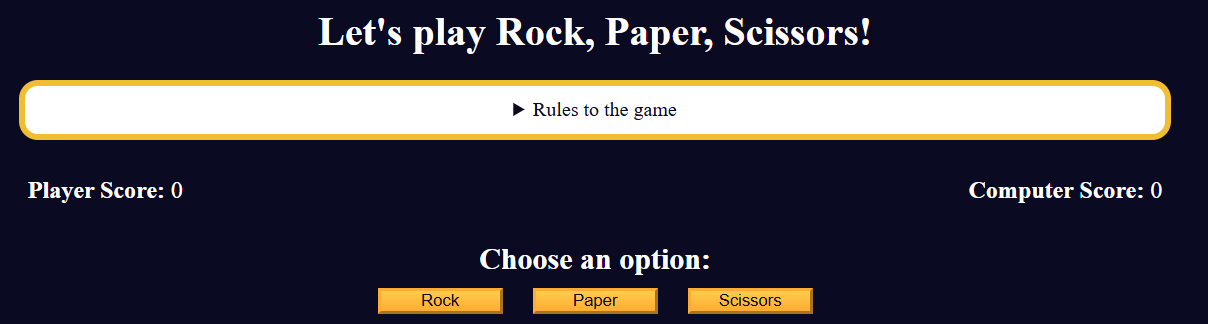 Let's play Rock, Paper, Scissors!
▶ Rules to the game
Player Score: 0
Computer Score: 0
Choose an option:
Rock
Paper
Scissors